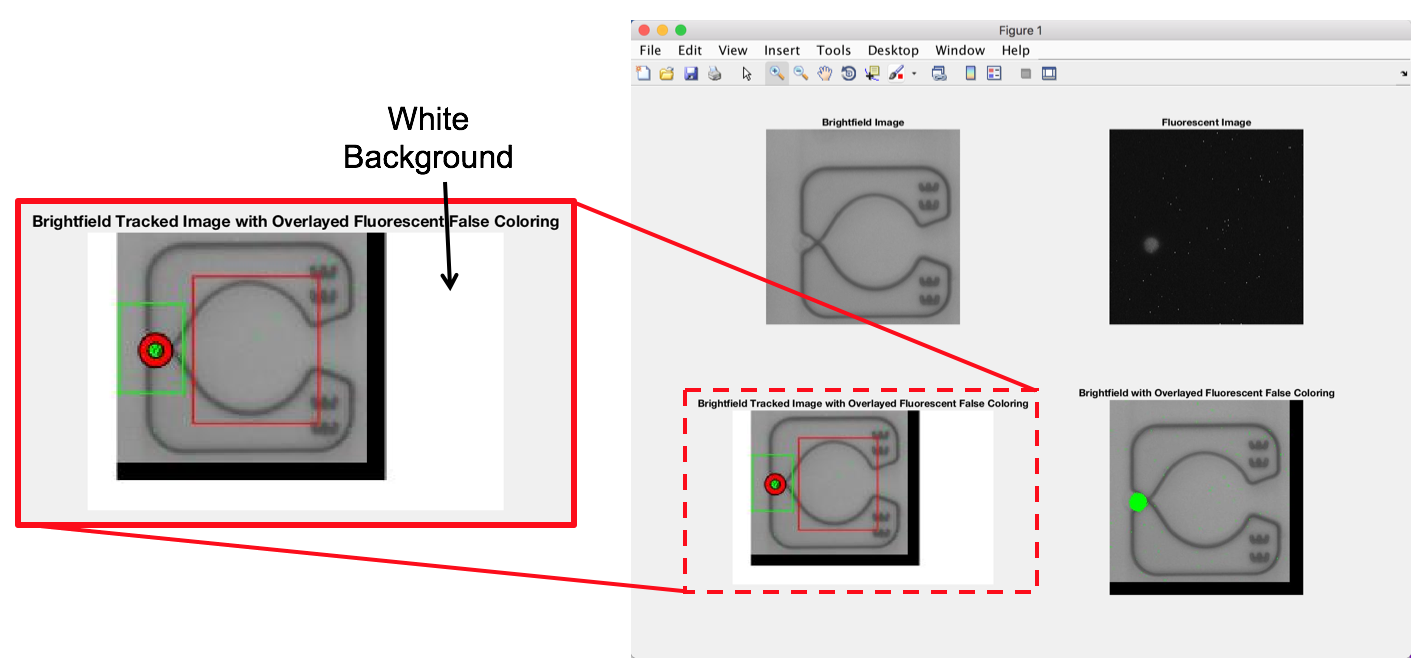 Figure 1
File Edit View Insert Tools Desktop Window Help
White
Background
Brightfield Image
Fluorescent Image
Brightfield Tracked Image with Overlayed Fluorescent False Coloring
Brightfield Tracked Image with Overlayed Fluorescent False Coloring
Brightfield with Overlayed Fluorescent False Coloring